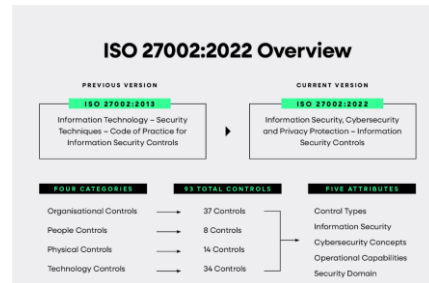 ISO 27002:2022 Overview
PREVIOUS VERSION
ISO 27002:2013
Information Technology – Security
Techniques – Code of Practice for
Information Security Controls
CURRENT VERSION
ISO 27002:2022
Information Security, Cybersecurity
and Privacy Protection – Information
Security Controls
FOUR CATEGORIES
93 TOTAL CONTROLS
FIVE ATTRIBUTES
Organisational Controls
37 Controls
People Controls
8 Controls
Physical Controls
14 Controls
Technology Controls
34 Controls
Control Types
Information Security
Cybersecurity Concepts
Operational Capabilities
Security Domain